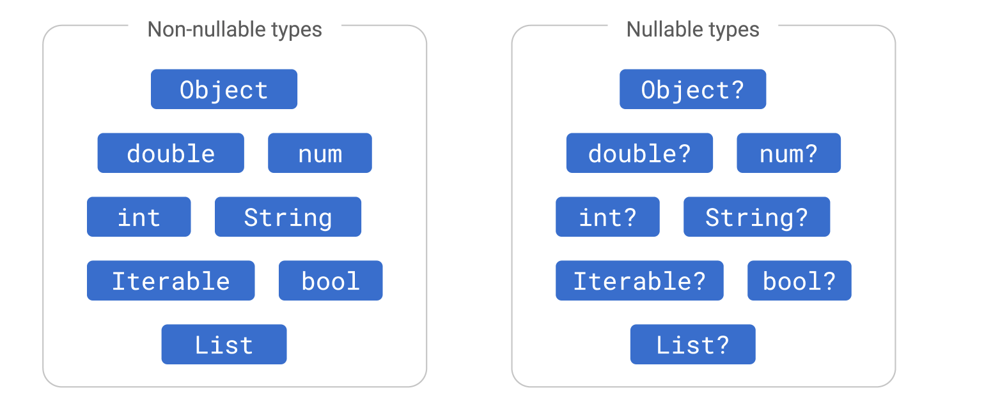 Non-nullable types
Object
double num
int String
Iterable bool
List
Nullable types
Object?
double? num?
int? String?
Iterable? bool?
List?